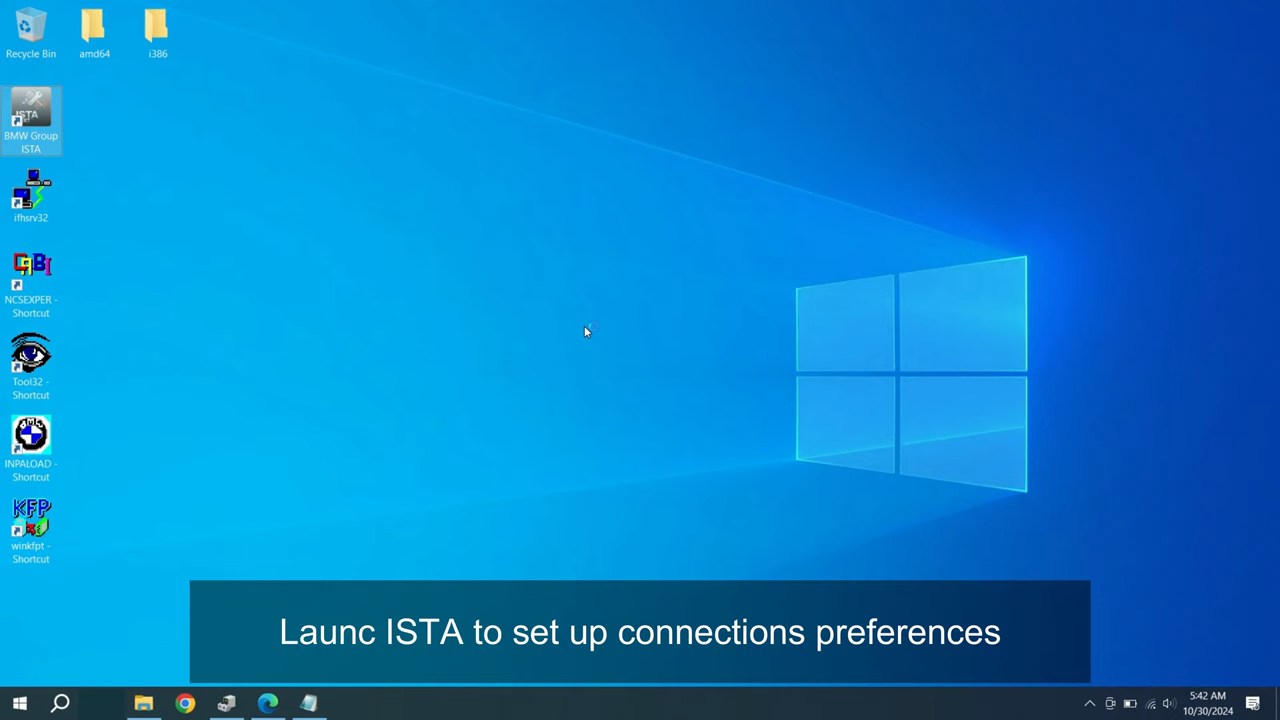 Recycle Bin
amd64
i386
ISTA
BMW Group
ISTA
ifhsrv32
NCSEXPER -
Shortcut
Tool32 -
Shortcut
INPALOAD -
Shortcut
KFP
winkfpt -
Shortcut
Launc ISTA to set up connections preferences
5:42 AM
10/30/2024